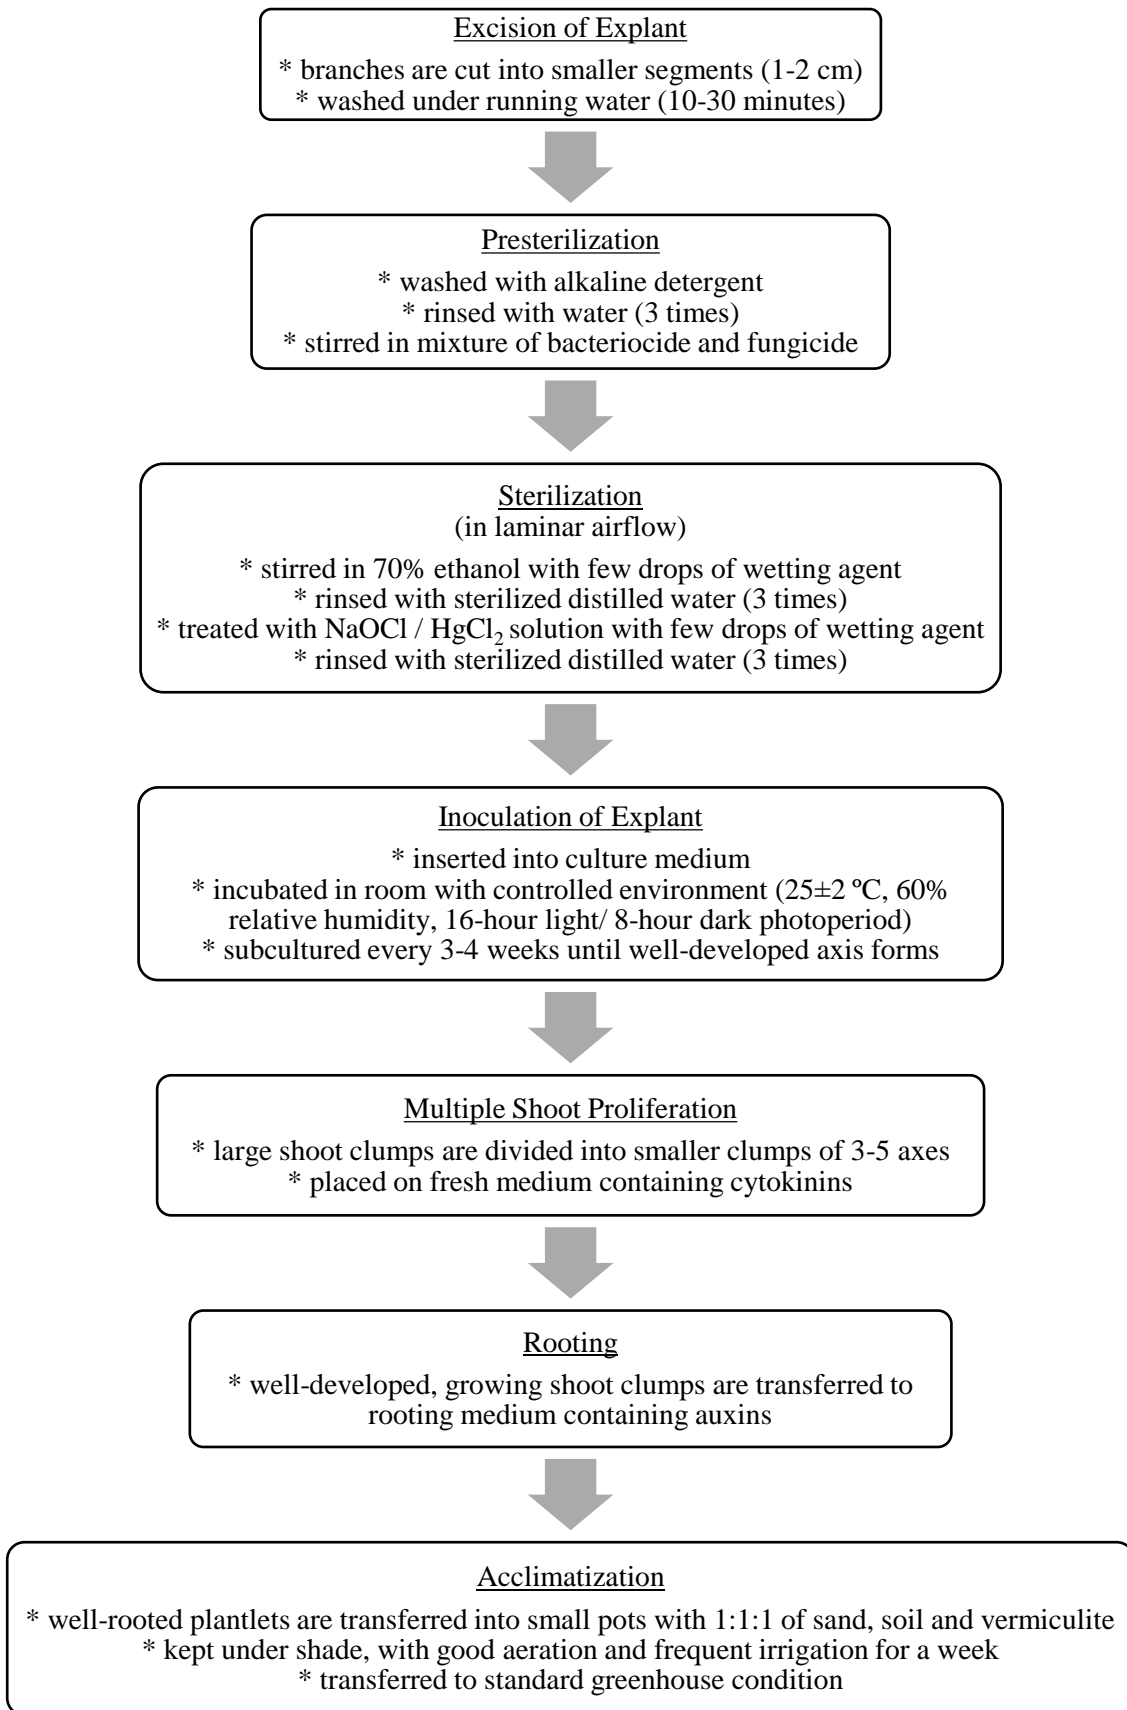 Excision of Explant
* branches are cut into smaller segments (1-2 cm)
* washed under running water (10-30 minutes)
Presterilization
* washed with alkaline detergent
* rinsed with water (3 times)
* stirred in mixture of bacteriocide and fungicide
Sterilization
(in laminar airflow)
* stirred in 70% ethanol with few drops of wetting agent
* rinsed with sterilized distilled water (3 times)
* treated with NaOCl / HgCl₂ solution with few drops of wetting agent
* rinsed with sterilized distilled water (3 times)
Inoculation of Explant
* inserted into culture medium
* incubated in room with controlled environment (25±2 ºC, 60%
relative humidity, 16-hour light/ 8-hour dark photoperiod)
* subcultured every 3-4 weeks until well-developed axis forms
Multiple Shoot Proliferation
* large shoot clumps are divided into smaller clumps of 3-5 axes
* placed on fresh medium containing cytokinins
Rooting
* well-developed, growing shoot clumps are transferred to
rooting medium containing auxins
Acclimatization
* well-rooted plantlets are transferred into small pots with 1:1:1 of sand, soil and vermiculite
* kept under shade, with good aeration and frequent irrigation for a week
* transferred to standard greenhouse condition